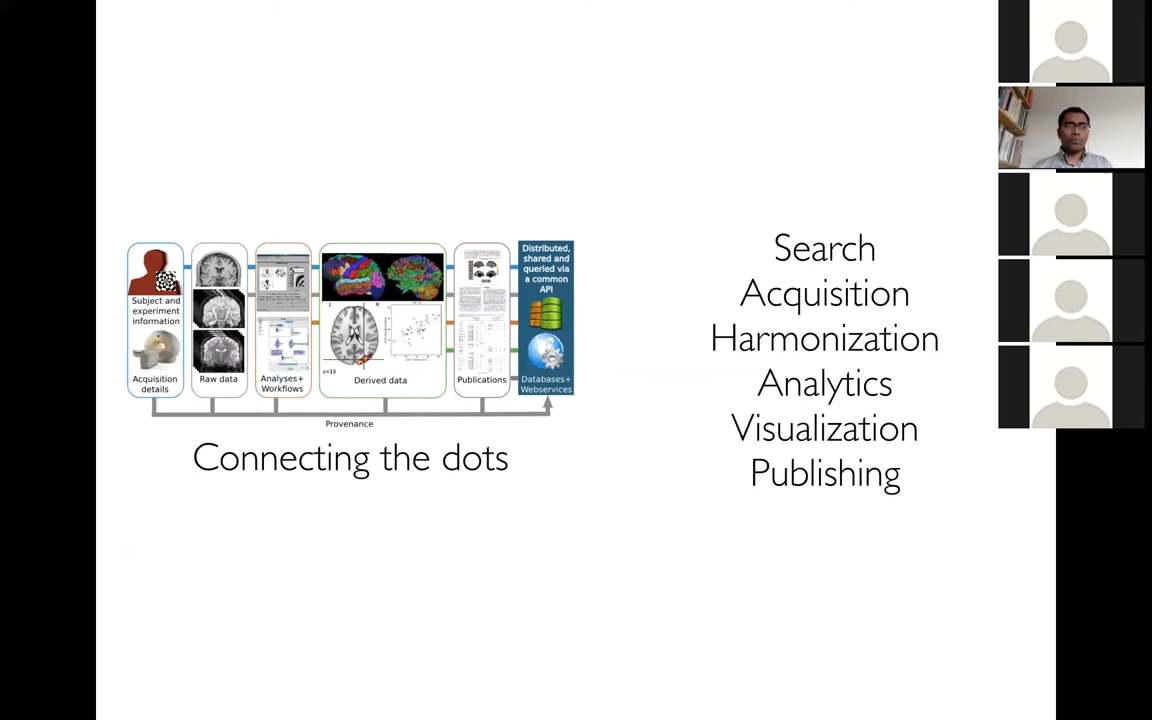 Subject and
experiment
information
Acquisition
details
Raw data
Analyses+
Workflows
L
R
z=19
Derived data
Publications
Distributed,
shared and
queried via
a common
API
Databases+
Webservices
Provenance
Connecting the dots
Search
Acquisition
Harmonization
Analytics
Visualization
Publishing